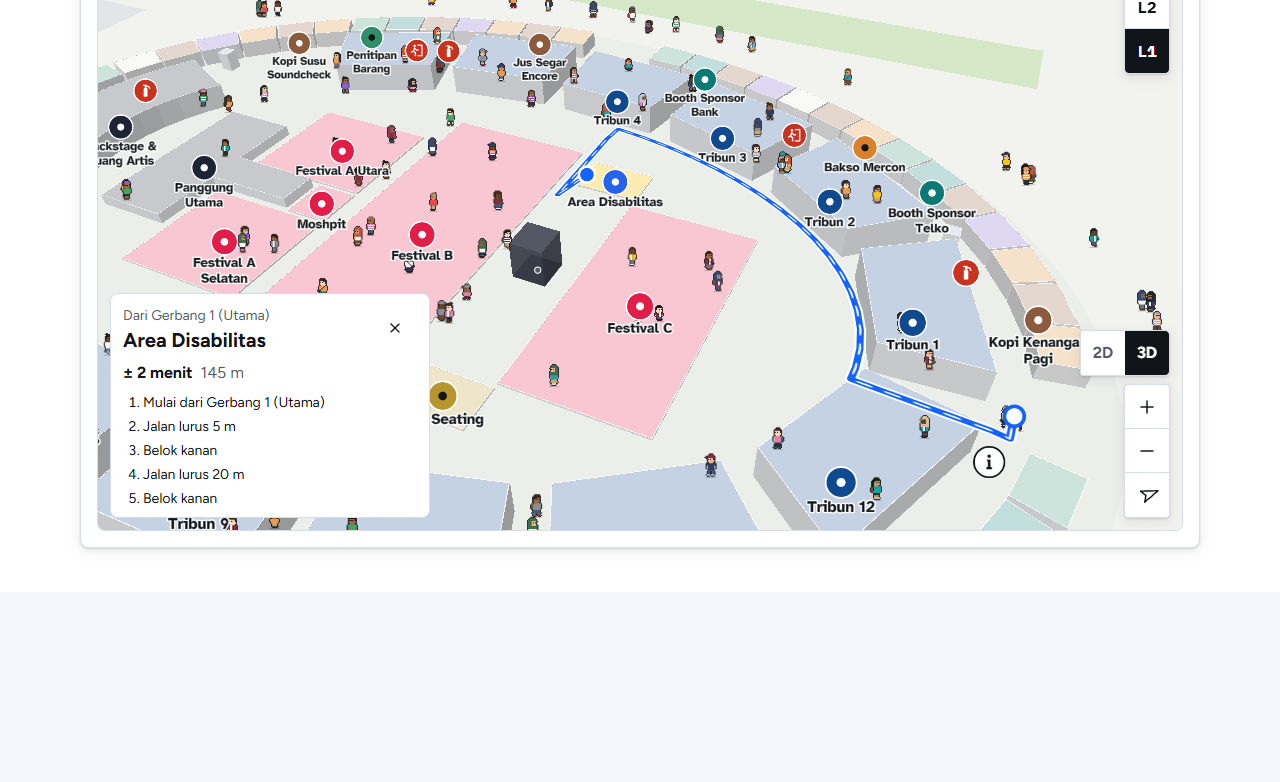 L2
L1
Kopi Susu
Soundcheck
Penitipan
Barang
Jus Segar
Encore
Booth Sponsor
Bank
Tribun 4
Tribun 3
Bakso Mercon
Panggung
Utama
Festival A Utara
Area Disabilitas
Moshpit
Tribun 2
Booth Sponsor
Telko
Festival A
Selatan
Festival B
Festival C
Tribun 1
Kopi Kenanga
Pagi
2D
3D
Dari Gerbang 1 (Utama)
Area Disabilitas
± 2 menit 145 m
1. Mulai dari Gerbang 1 (Utama)
2. Jalan lurus 5 m
3. Belok kanan
4. Jalan lurus 20 m
5. Belok kanan
Seating
Tribun 12
Tribun 9